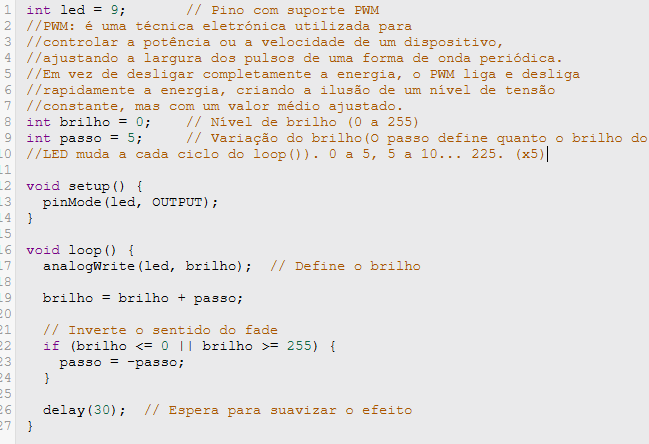 1 int led = 9;       // Pino com suporte PWM
2 //PWM: é uma técnica eletrónica utilizada para
3 //controlar a potência ou a velocidade de um dispositivo,
4 //ajustando a largura dos pulsos de uma forma de onda periódica.
5 //Em vez de desligar completamente a energia, o PWM liga e desliga
6 //rapidamente a energia, criando a ilusão de um nível de tensão
7 //constante, mas com um valor médio ajustado.
8 int brilho = 0;    // Nível de brilho (0 a 255)
9 int passo = 5;     // Variação do brilho(O passo define quanto o brilho do
10 //LED muda a cada ciclo do loop()). 0 a 5, 5 a 10... 225. (x5)
11
12 void setup() {
13   pinMode(led, OUTPUT);
14 }
15
16 void loop() {
17   analogWrite(led, brilho);  // Define o brilho
18
19   brilho = brilho + passo;
20
21   // Inverte o sentido do fade
22   if (brilho <= 0 || brilho >= 255) {
23     passo = -passo;
24   }
25
26   delay(30);  // Espera para suavizar o efeito
27 }